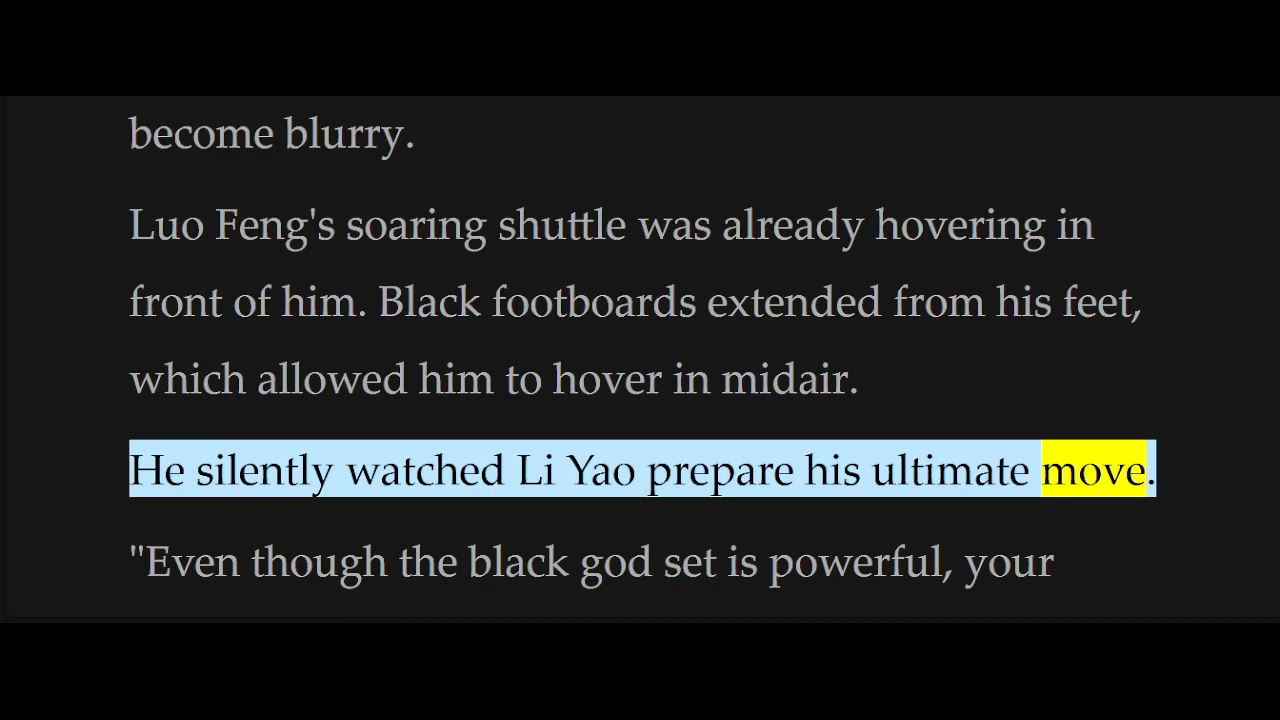 become blurry.
Luo Feng's soaring shuttle was already hovering in
front of him. Black footboards extended from his feet,
which allowed him to hover in midair.
He silently watched Li Yao prepare his ultimate move.
"Even though the black god set is powerful, your